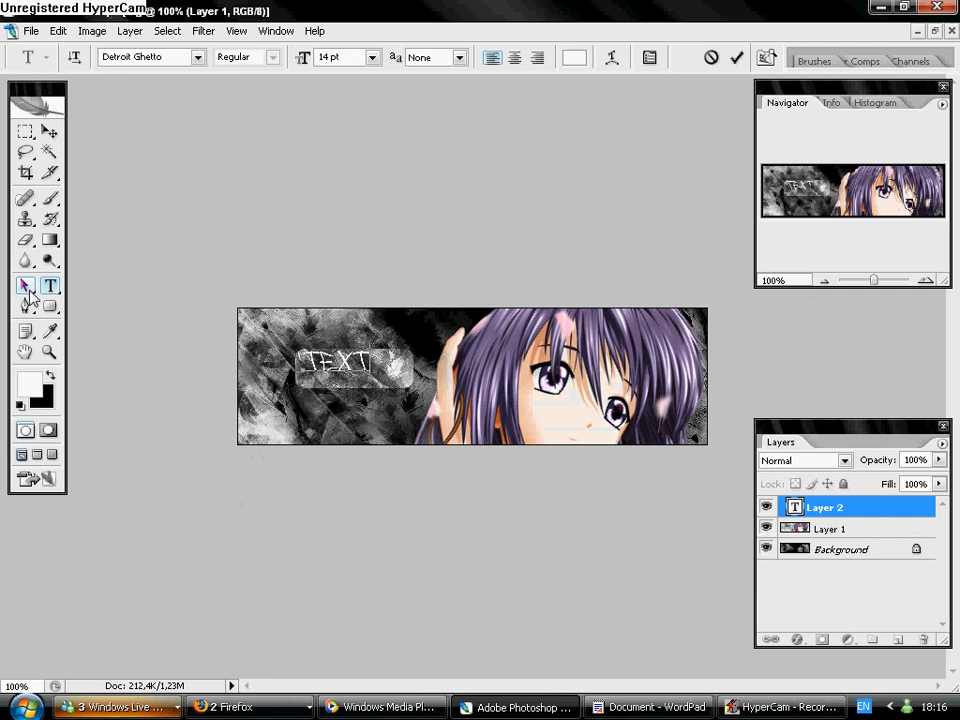 Unregistered HyperCam
@ 100% (Layer 1, RGB/8)]
File Edit Image Layer Select Filter View Window Help
T Detroit Ghetto Regular 14 pt None Brushes r Comps Channels
Navigator Info Histogram
TEXT
100%
T
TEXT
Layers
Normal Opacity: 100%
Lock: Fill: 100%
T Layer 2
Layer 1
Background
100% Doc: 212,4K/1,23M
3 Windows Live ... 2 Firefox Windows Media Pl... Adobe Photoshop ... Document - WordPad HyperCam - Recor... EN 18:16